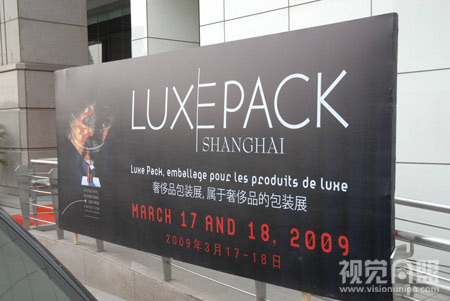 LUXEPACK
SHANGHAI
Luxe Pack, emballage pour les produits de luxe
奢侈品包装展,属于奢侈品的包装展
MARCH 17 AND 18, 2009
2009年3月17-18日
视觉同盟
www.visionunion.com